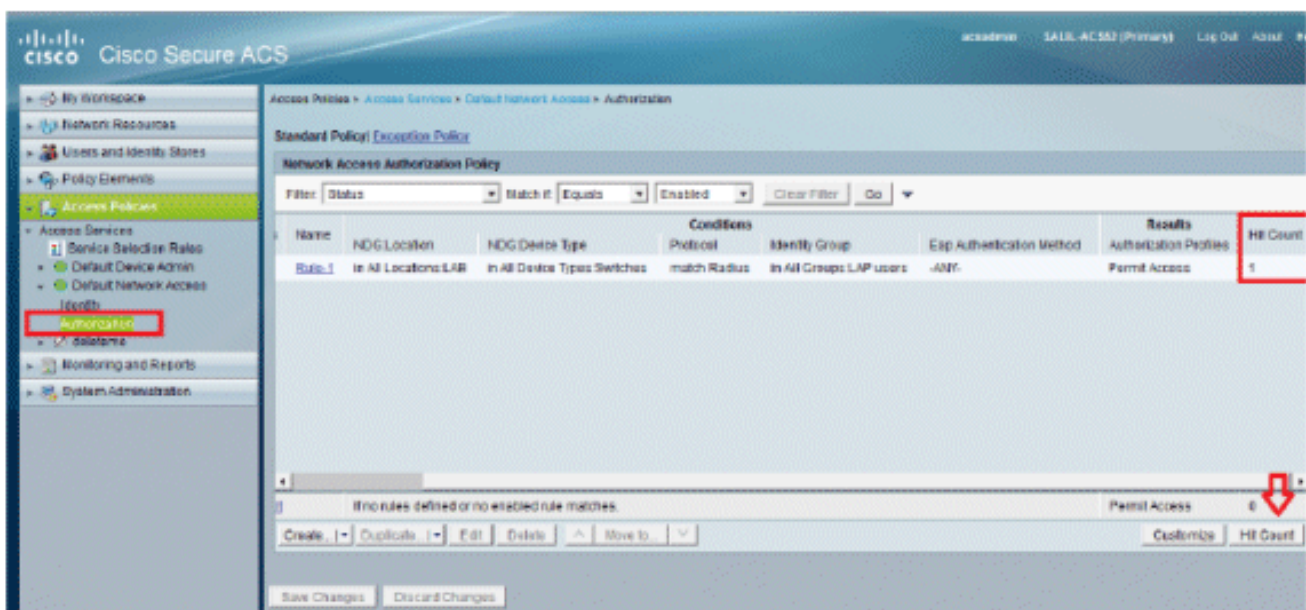 cisco Cisco Secure ACS
acsadmin SALIL-ACS52 (Primary) Log Out About
My Workspace
Network Resources
Users and Identity Stores
Policy Elements
Access Policies
Access Services
Service Selection Rules
Default Device Admin
Default Network Access
Identity
Authorization
deleteme
Monitoring and Reports
System Administration
Access Policies > Access Services > Default Network Access > Authorization
Standard Policy| Exception Policy
Network Access Authorization Policy
Filter: Status Match if: Equals Enabled Clear Filter Go
Conditions Results
Name NDG:Location NDG:Device Type Protocol Identity Group Eap Authentication Method Authorization Profiles Hit Count
Rule-1 in All Locations:LAB in All Device Types:Switches match Radius in All Groups:LAP users -ANY- Permit Access 1
If no rules defined or no enabled rule matches. Permit Access 0
Create... Duplicate... Edit Delete Move to... Customize Hit Count
Save Changes Discard Changes